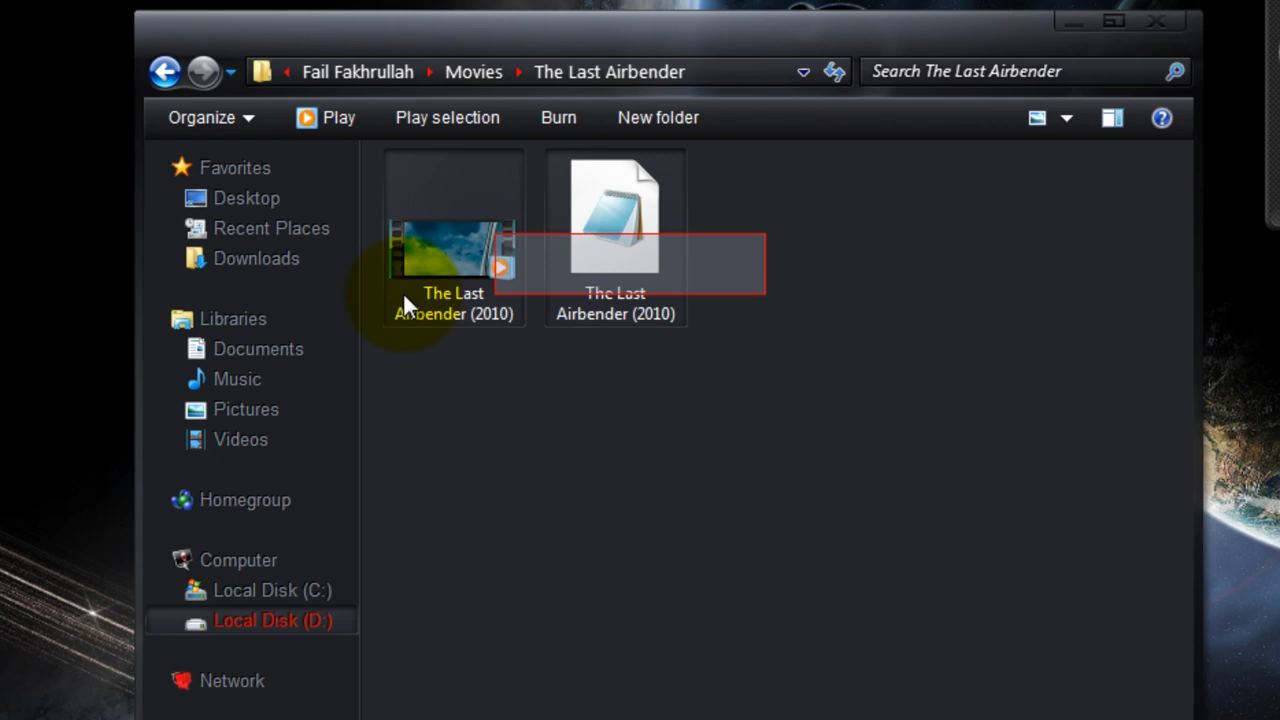 Fail Fakhrullah Movies The Last Airbender Search The Last Airbender
Organize Play Play selection Burn New folder
Favorites
Desktop
Recent Places
Downloads
Libraries
Documents
Music
Pictures
Videos
Homegroup
Computer
Local Disk (C:)
Local Disk (D:)
Network
The Last
Airbender (2010)
The Last
Airbender (2010)